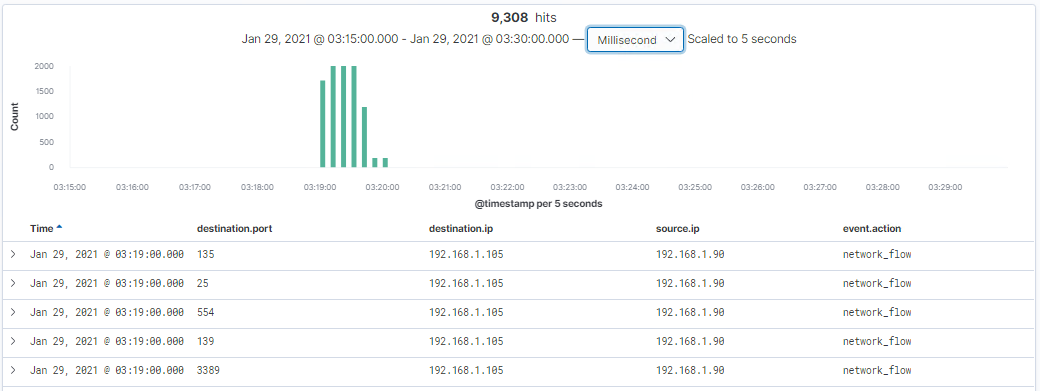 9,308 hits
Jan 29, 2021 @ 03:15:00.000 - Jan 29, 2021 @ 03:30:00.000 — Millisecond Scaled to 5 seconds
2000
1500
1000
500
0
Count
03:15:00 03:16:00 03:17:00 03:18:00 03:19:00 03:20:00 03:21:00 03:22:00 03:23:00 03:24:00 03:25:00 03:26:00 03:27:00 03:28:00 03:29:00
@timestamp per 5 seconds
Time destination.port destination.ip source.ip event.action
Jan 29, 2021 @ 03:19:00.000 135 192.168.1.105 192.168.1.90 network_flow
Jan 29, 2021 @ 03:19:00.000 25 192.168.1.105 192.168.1.90 network_flow
Jan 29, 2021 @ 03:19:00.000 554 192.168.1.105 192.168.1.90 network_flow
Jan 29, 2021 @ 03:19:00.000 139 192.168.1.105 192.168.1.90 network_flow
Jan 29, 2021 @ 03:19:00.000 3389 192.168.1.105 192.168.1.90 network_flow